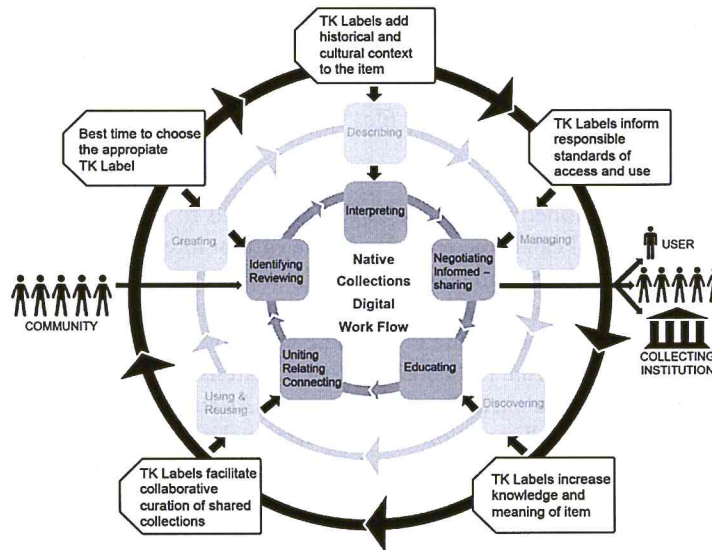 TK Labels add
historical and
cultural context
to the item
Best time to choose
the appropiate
TK Label
TK Labels inform
responsible
standards of
access and use
Describing
Creating
Managing
Interpreting
Identifying
Reviewing
Native
Collections
Digital
Work Flow
Negotiating
Informed –
sharing
USER
COMMUNITY
COLLECTING
INSTITUTION
Uniting
Relating
Connecting
Educating
Using &
Reusing
Discovering
TK Labels facilitate
collaborative
curation of shared
collections
TK Labels increase
knowledge and
meaning of item